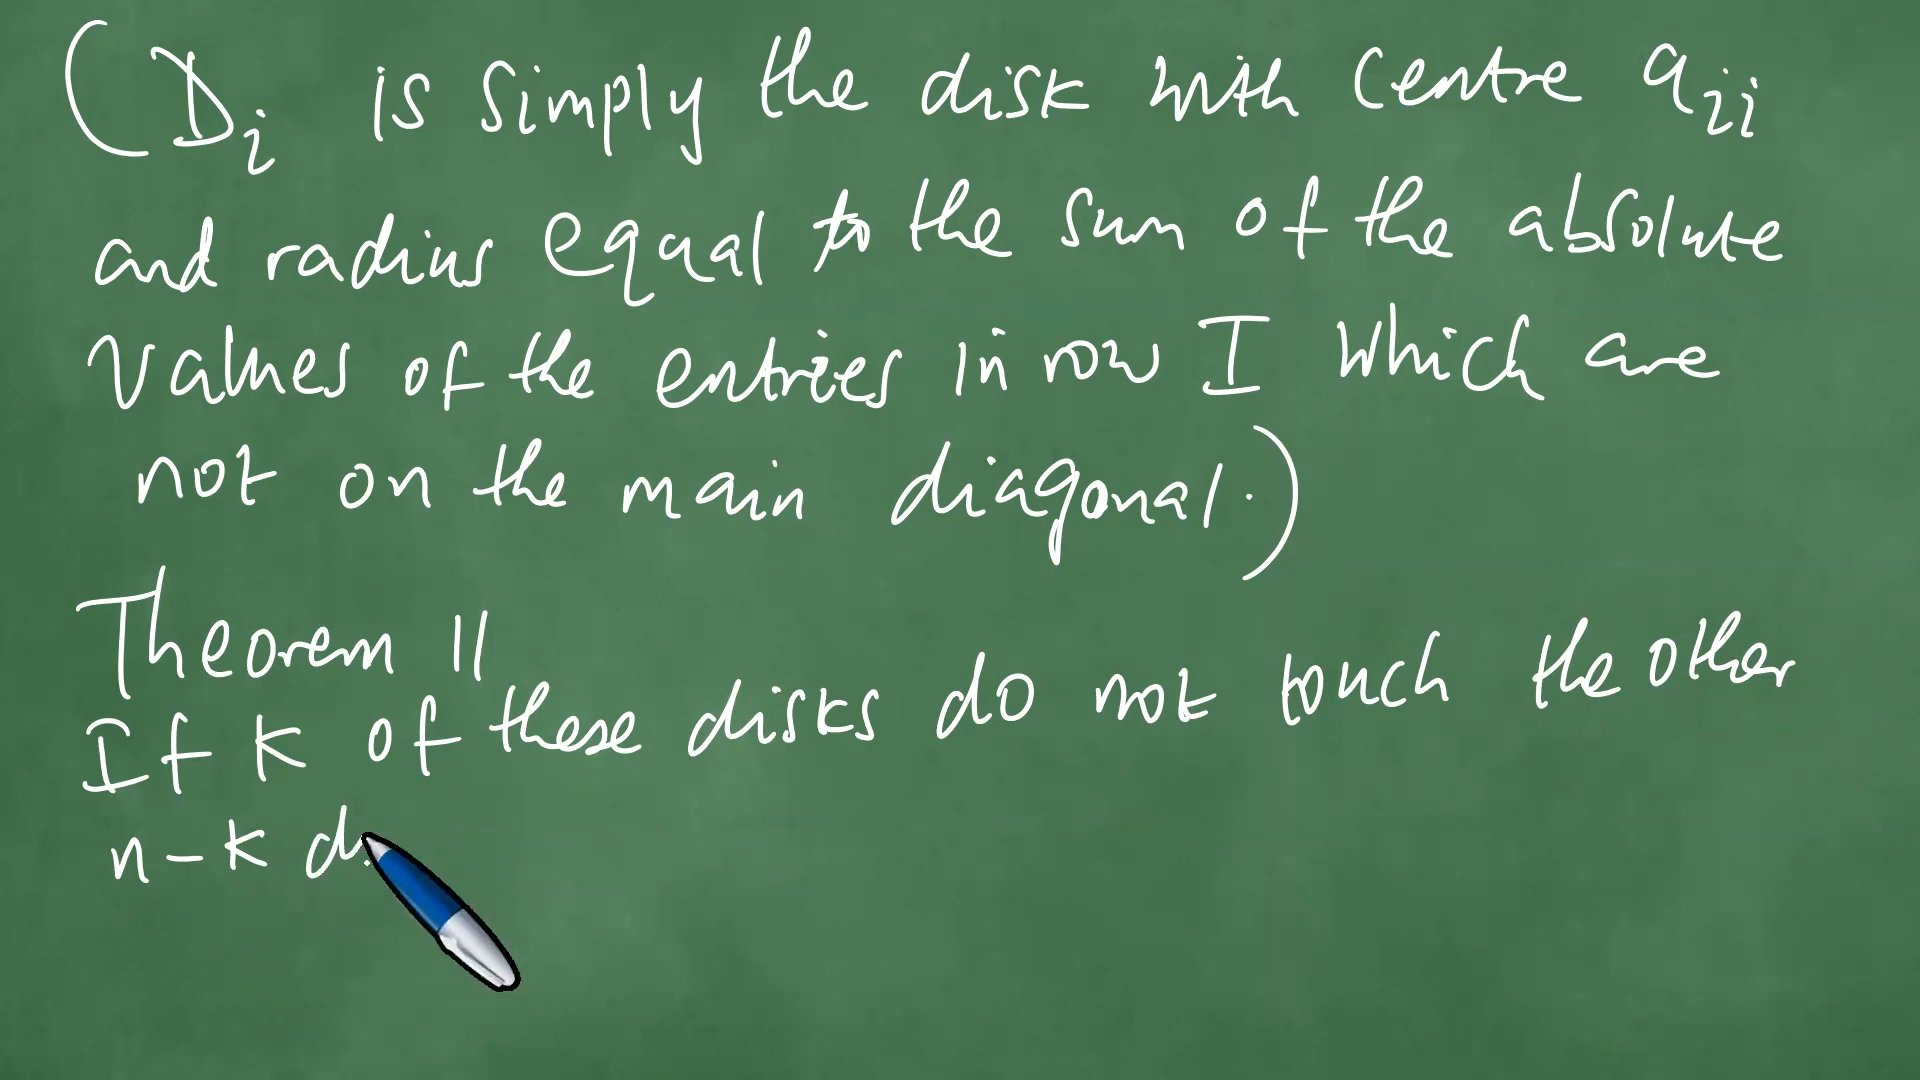 (Di is simply the disk with centre aii
and radius equal to the sum of the absolute
values of the entries in row I which are
not on the main diagonal.)
Theorem 11
If K of these disks do not touch the other
n-k di